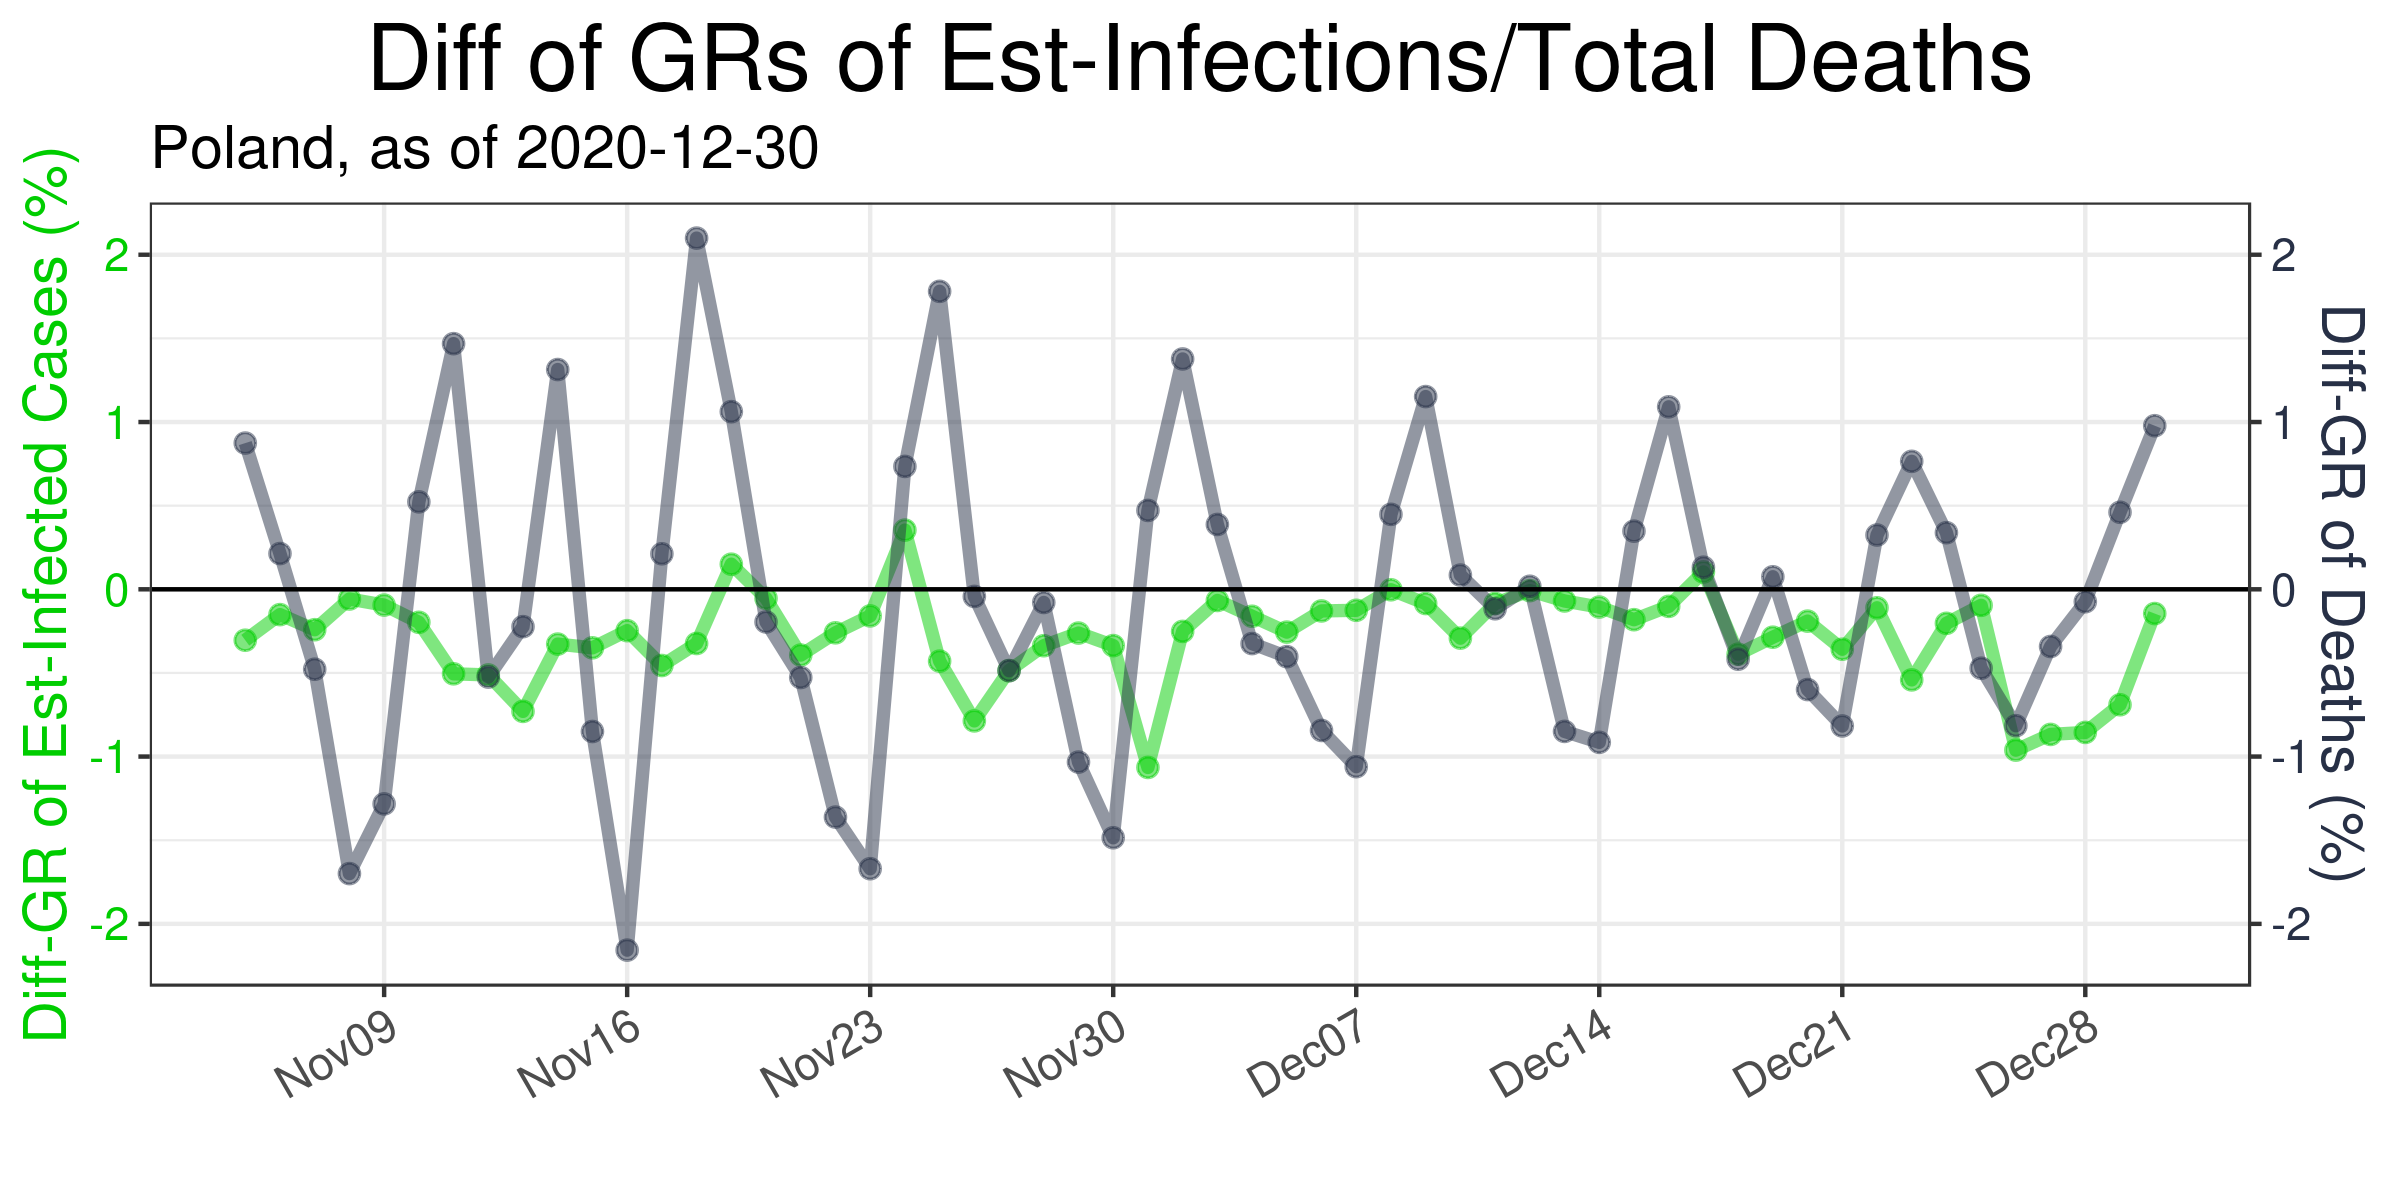 Diff of GRs of Est-Infections/Total Deaths
Poland, as of 2020-12-30
Diff-GR of Est-Infected Cases (%)
2
1
0
-1
-2
2
1
0
-1
-2
Diff-GR of Deaths (%)
Nov09
Nov16
Nov23
Nov30
Dec07
Dec14
Dec21
Dec28